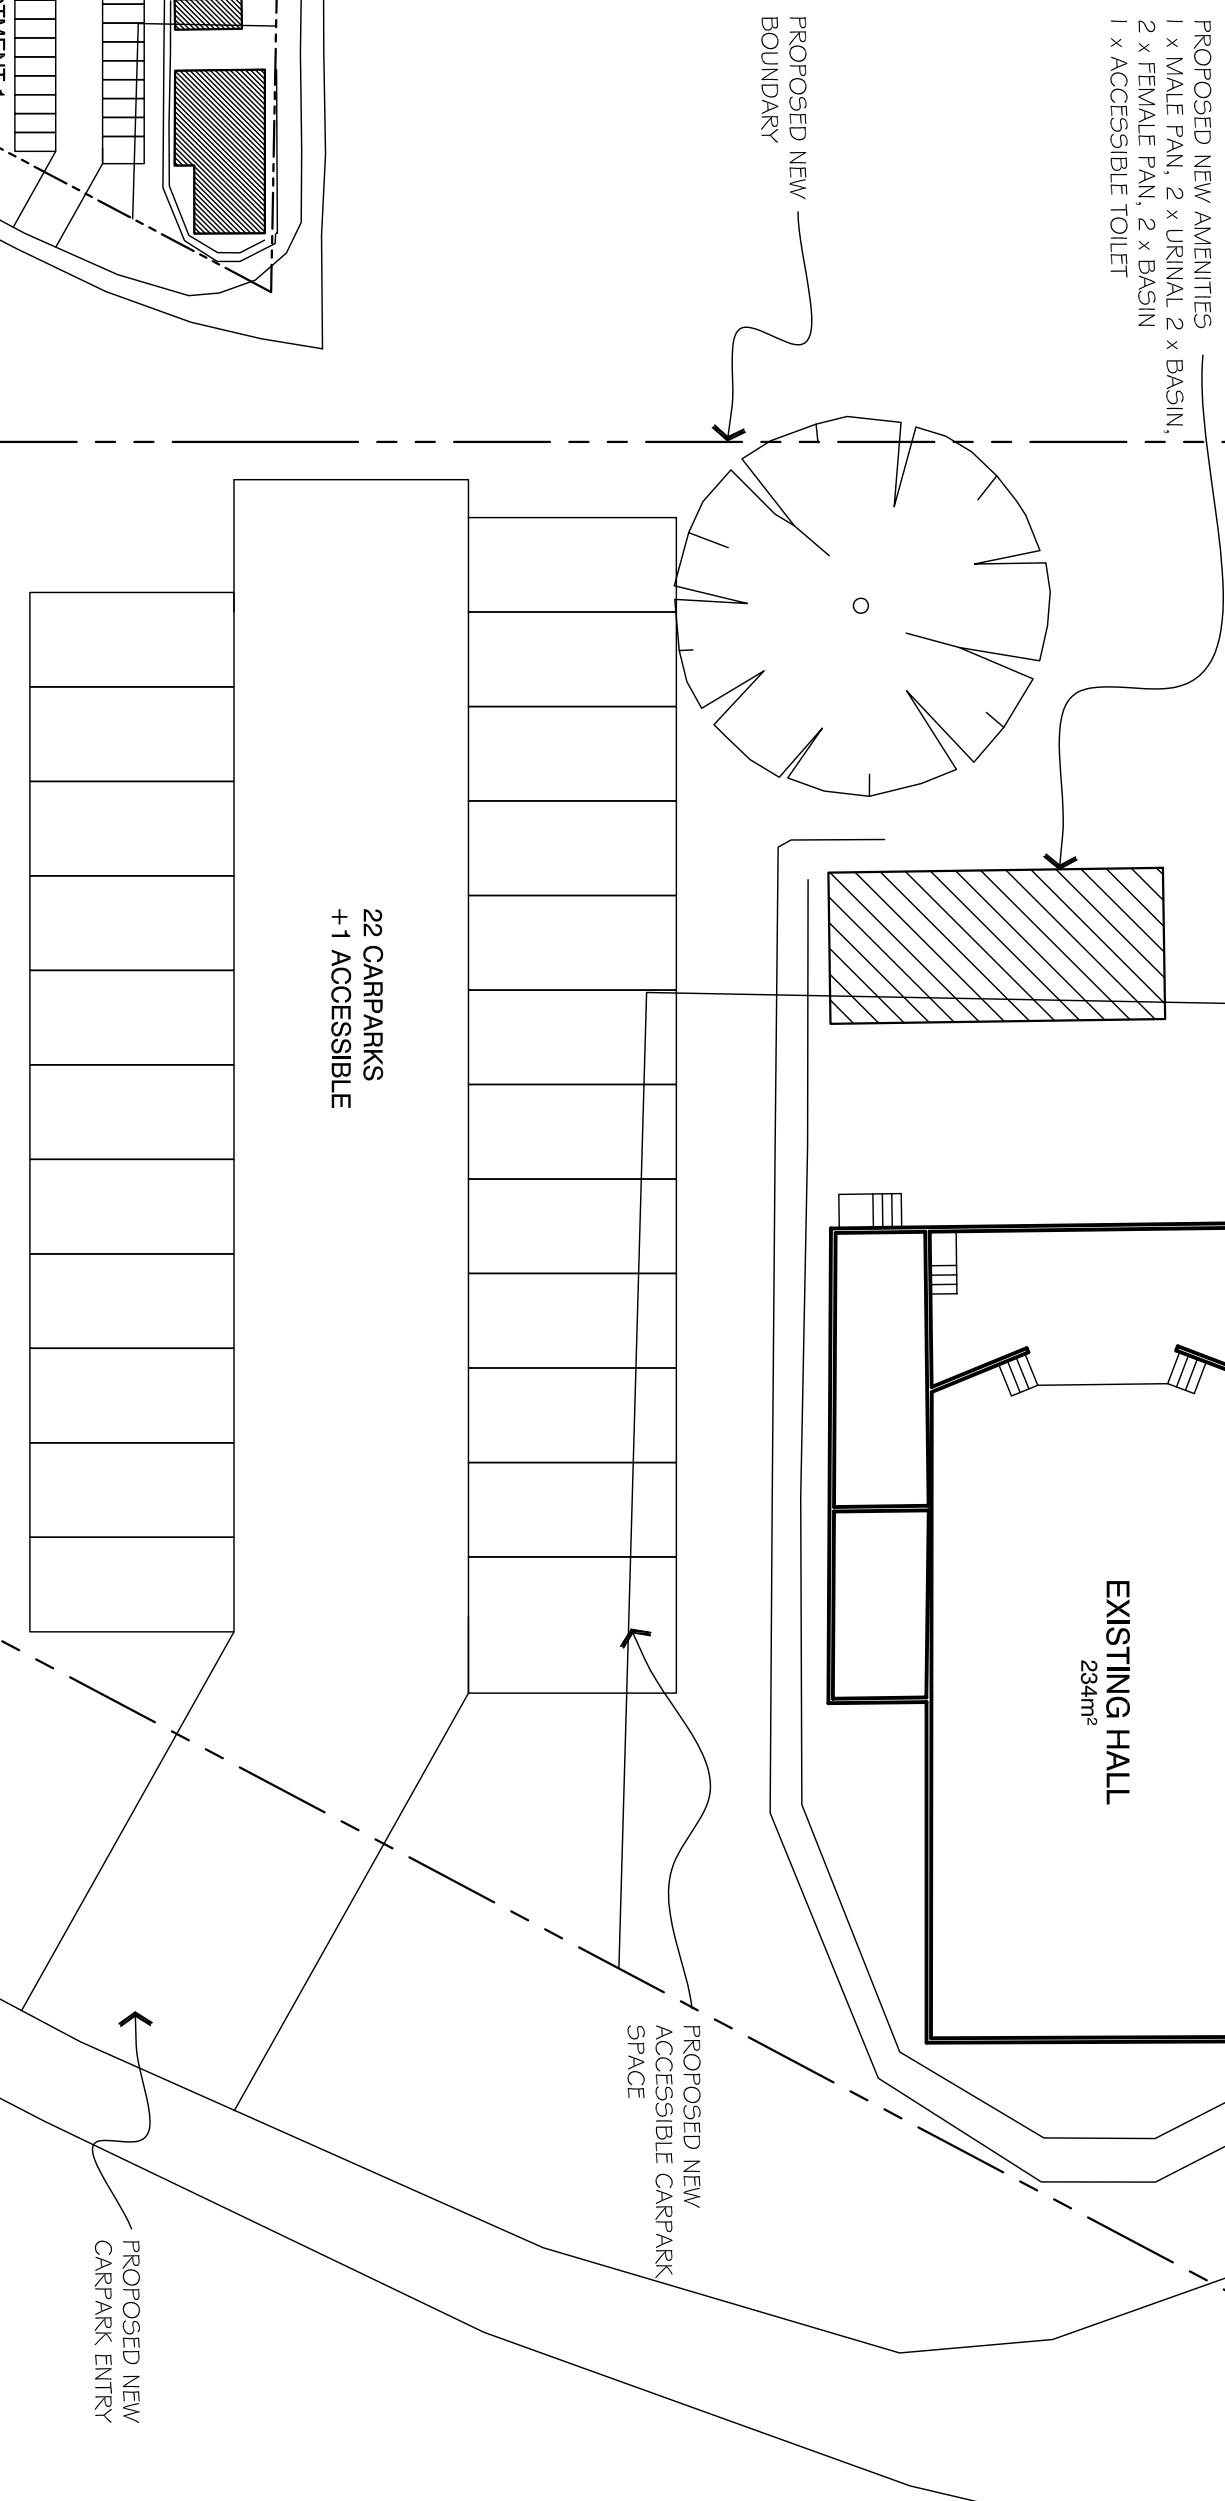 PROPOSED NEW AMENITIES
1 x MALE PAN, 2 x URINAL 2 x BASIN,
2 x FEMALE PAN, 2 x BASIN
1 x ACCESSIBLE TOILET
PROPOSED NEW
BOUNDARY
22 CARPARKS
+1 ACCESSIBLE
EXISTING HALL
234m²
PROPOSED NEW
ACCESSIBLE CARPARK
SPACE
PROPOSED NEW
CARPARK ENTRY